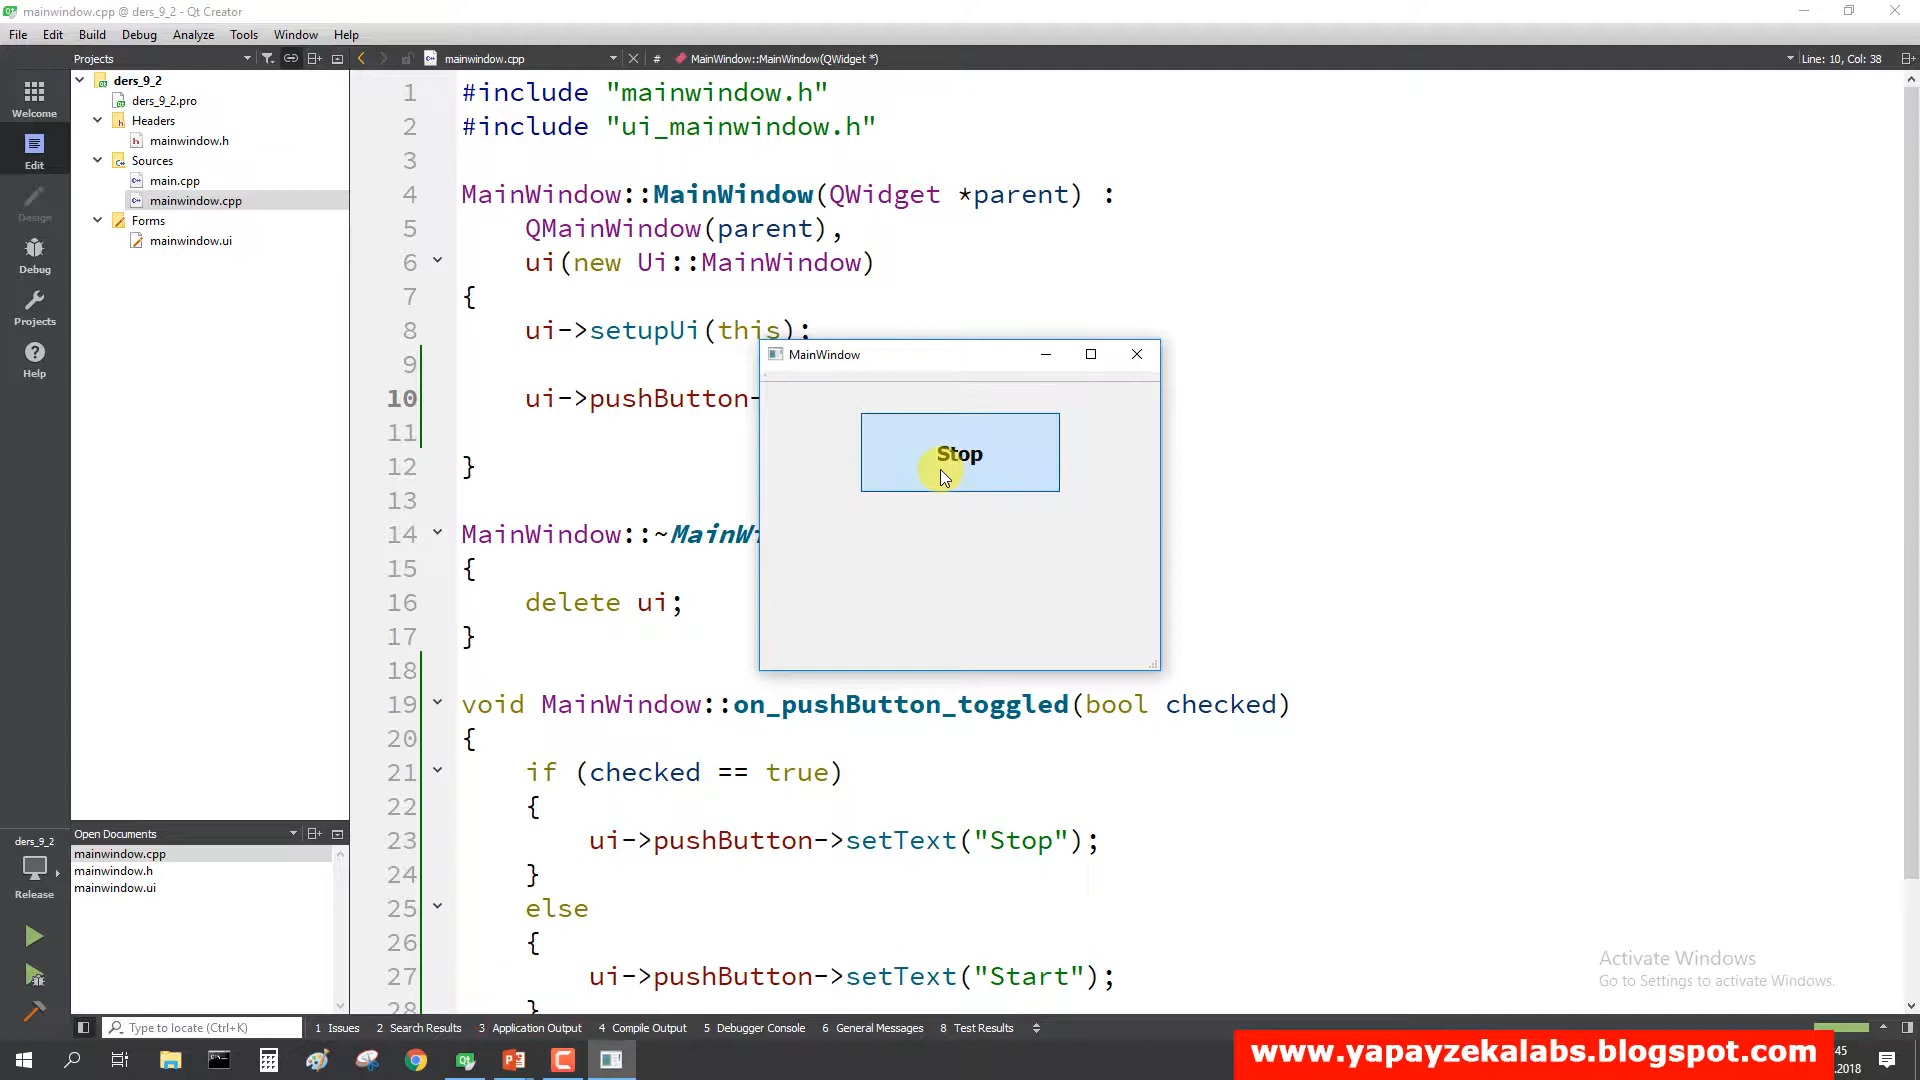 mainwindow.cpp @ ders_9_2 - Qt Creator
File Edit Build Debug Analyze Tools Window Help
Projects mainwindow.cpp # MainWindow::MainWindow(QWidget *) Line: 10, Col: 38
Welcome
Edit
Design
Debug
Projects
Help
ders_9_2
ders_9_2.pro
Headers
mainwindow.h
Sources
main.cpp
mainwindow.cpp
Forms
mainwindow.ui
1 #include "mainwindow.h"
2 #include "ui_mainwindow.h"
3
4 MainWindow::MainWindow(QWidget *parent) :
5 QMainWindow(parent),
6 ui(new Ui::MainWindow)
7 {
8 ui->setupUi(this);
9
10 ui->pushButton-
11
12 }
13
14 MainWindow::~MainWi
15 {
16 delete ui;
17 }
18
19 void MainWindow::on_pushButton_toggled(bool checked)
20 {
21 if (checked == true)
22 {
23 ui->pushButton->setText("Stop");
24 }
25 else
26 {
27 ui->pushButton->setText("Start");
28 }
MainWindow
Stop
Open Documents
mainwindow.cpp
mainwindow.h
mainwindow.ui
ders_9_2
Release
Activate Windows
Go to Settings to activate Windows.
Type to locate (Ctrl+K) 1 Issues 2 Search Results 3 Application Output 4 Compile Output 5 Debugger Console 6 General Messages 8 Test Results
www.yapayzekalabs.blogspot.com
45
.2018